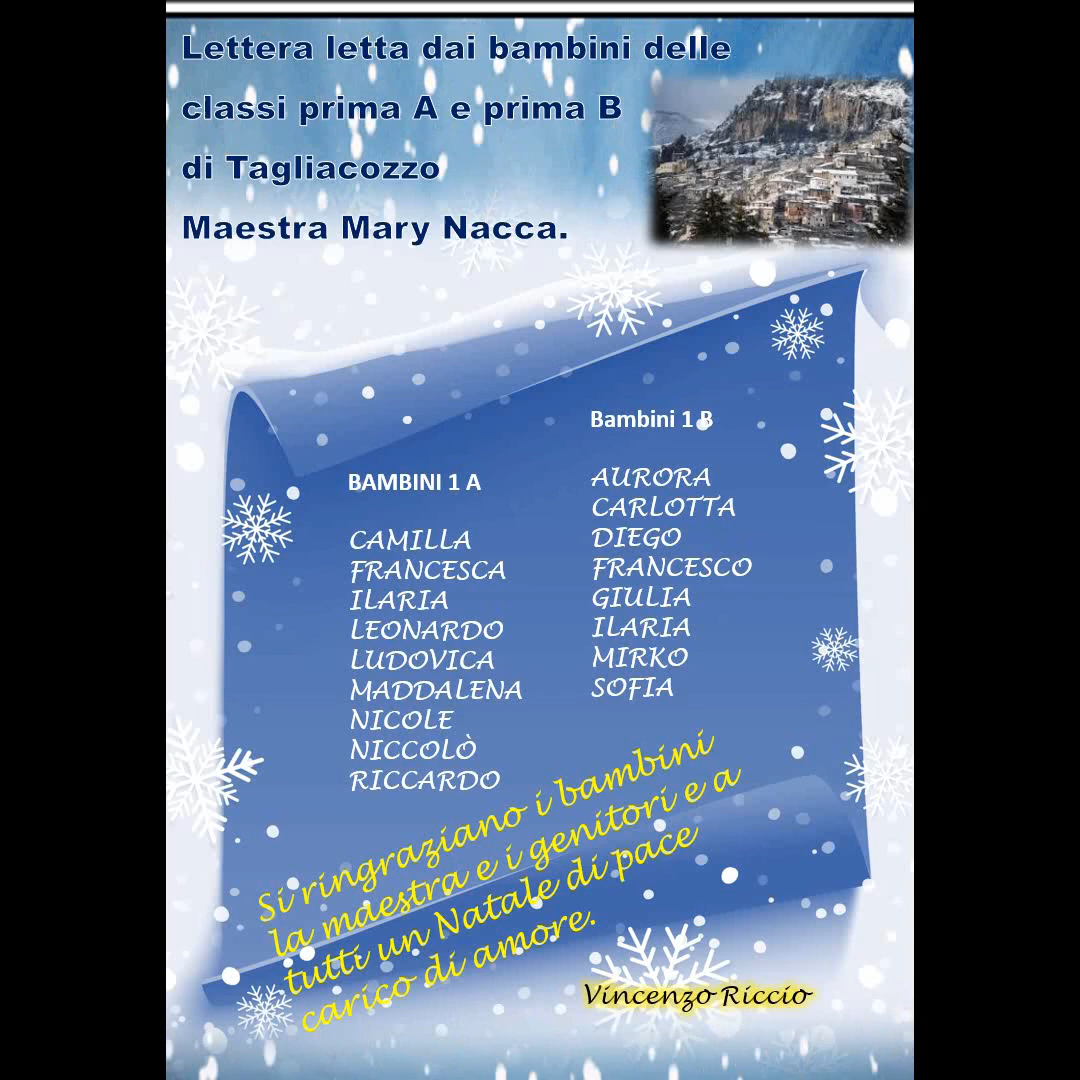 Lettera letta dai bambini delle
classi prima A e prima B
di Tagliacozzo
Maestra Mary Nacca.
BAMBINI 1 A
CAMILLA
FRANCESCA
ILARIA
LEONARDO
LUDOVICA
MADDALENA
NICOLE
NICCOLÒ
RICCARDO
Bambini 1 B
AURORA
CARLOTTA
DIEGO
FRANCESCO
GIULIA
ILARIA
MIRKO
SOFIA
Si ringraziano i bambini
la maestra e i genitori e a
tutti un Natale di pace
carico di amore.
Vincenzo Riccio